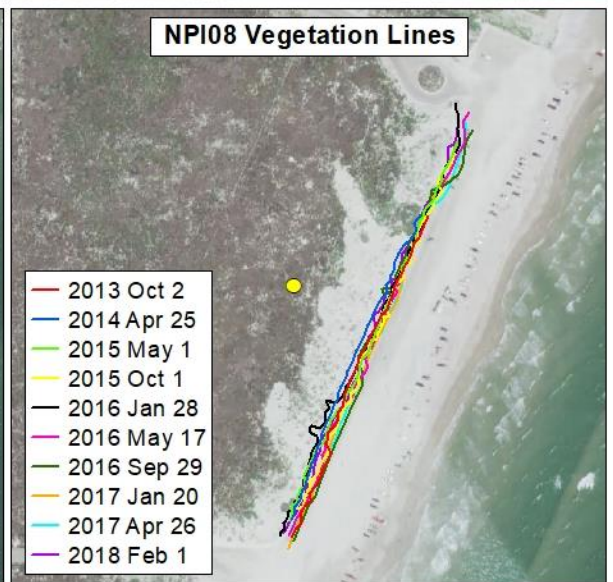 NPI08 Vegetation Lines
2013 Oct 2
2014 Apr 25
2015 May 1
2015 Oct 1
2016 Jan 28
2016 May 17
2016 Sep 29
2017 Jan 20
2017 Apr 26
2018 Feb 1